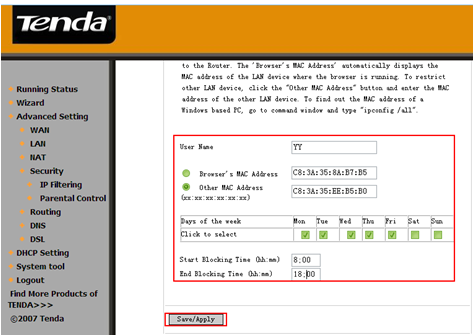 Tenda
Running Status
Wizard
Advanced Setting
WAN
LAN
NAT
Security
IP Filtering
Parental Control
Routing
DNS
DSL
DHCP Setting
System tool
Logout
Find More Products of
TENDA>>>
©2007 Tenda
to the Router. The 'Browser's MAC Address' automatically displays the
MAC address of the LAN device where the browser is running. To restrict
other LAN device, click the "Other MAC Address" button and enter the MAC
address of the other LAN device. To find out the MAC address of a
Windows based PC, go to command window and type "ipconfig /all".
User Name YY
Browser's MAC Address C8:3A:35:8A:B7:B5
Other MAC Address C8:3A:35:EE:B5:B0
(xx:xx:xx:xx:xx:xx)
Days of the week Mon Tue Wed Thu Fri Sat Sun
Click to select
Start Blocking Time (hh:mm) 8:00
End Blocking Time (hh:mm) 18:00
Save/Apply